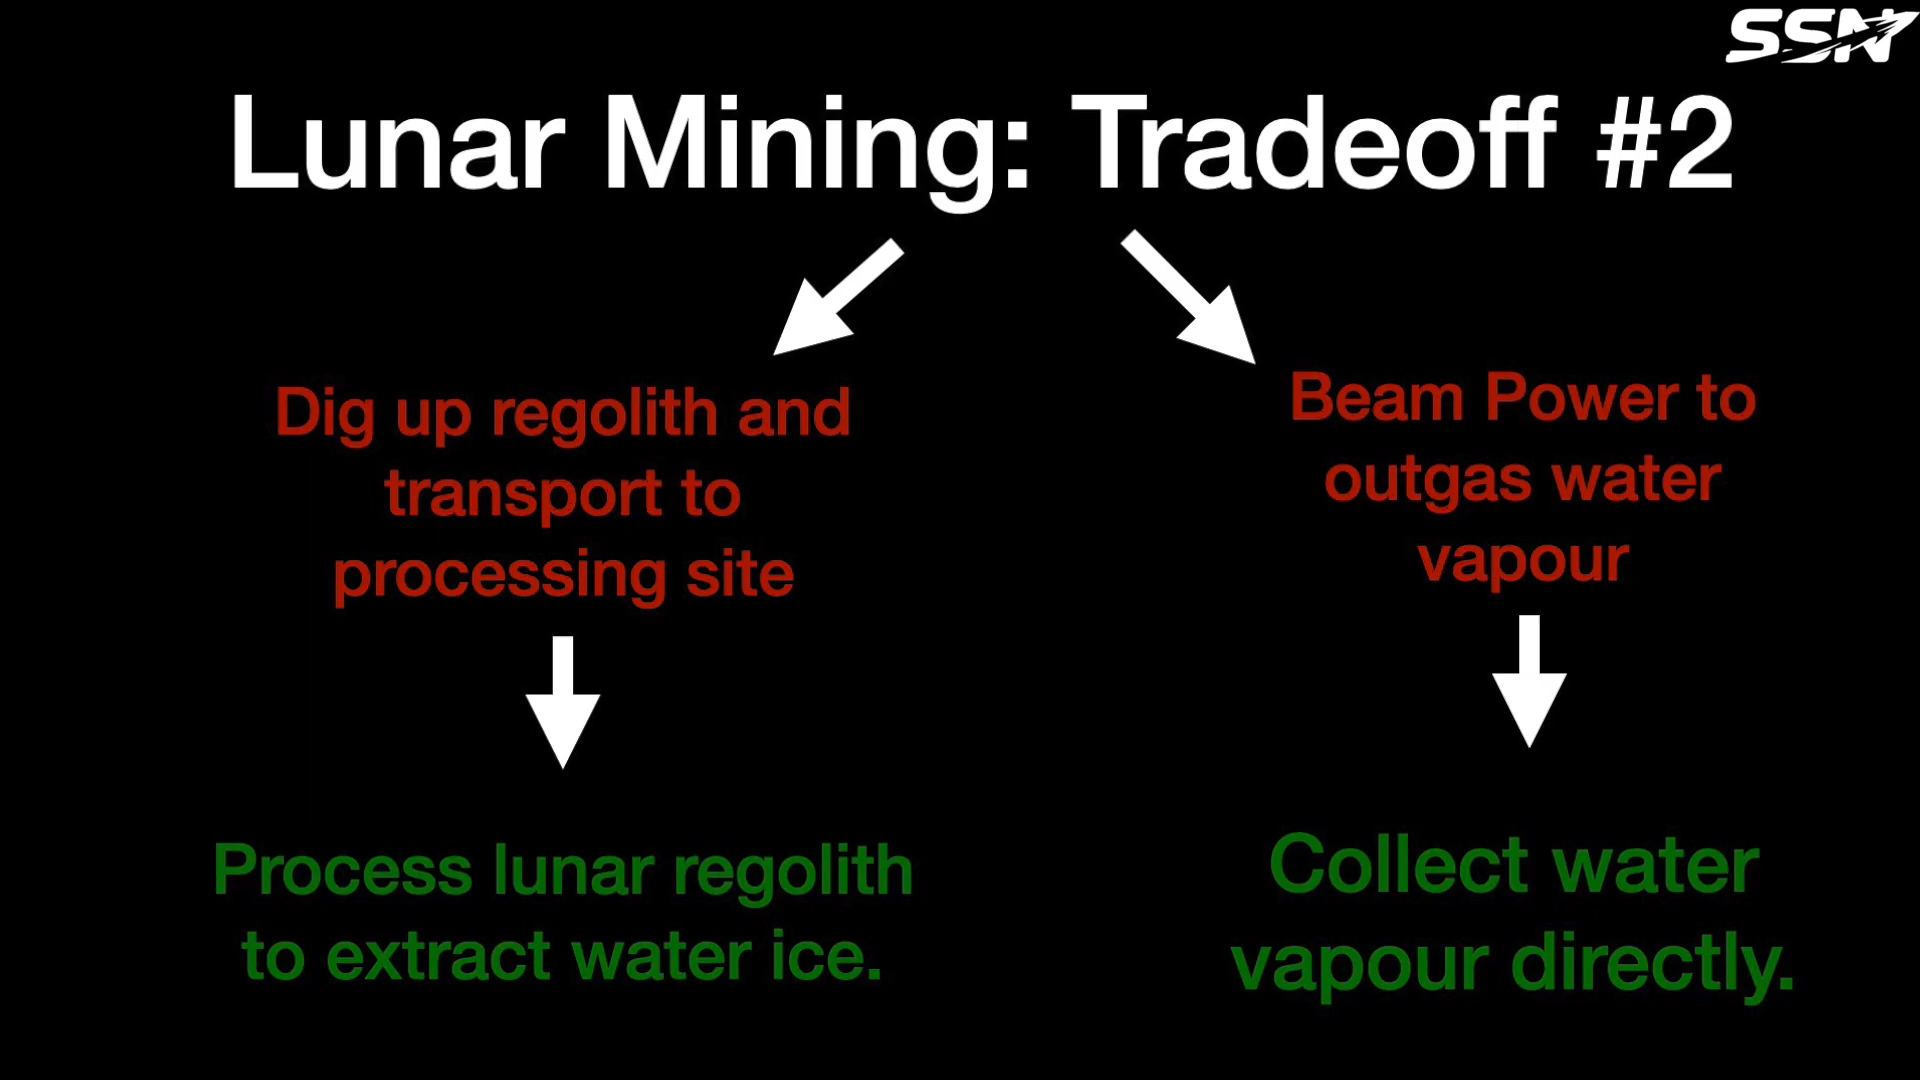 SSN
Lunar Mining: Tradeoff #2
Dig up regolith and
transport to
processing site
Process lunar regolith
to extract water ice.
Beam Power to
outgas water
vapour
Collect water
vapour directly.